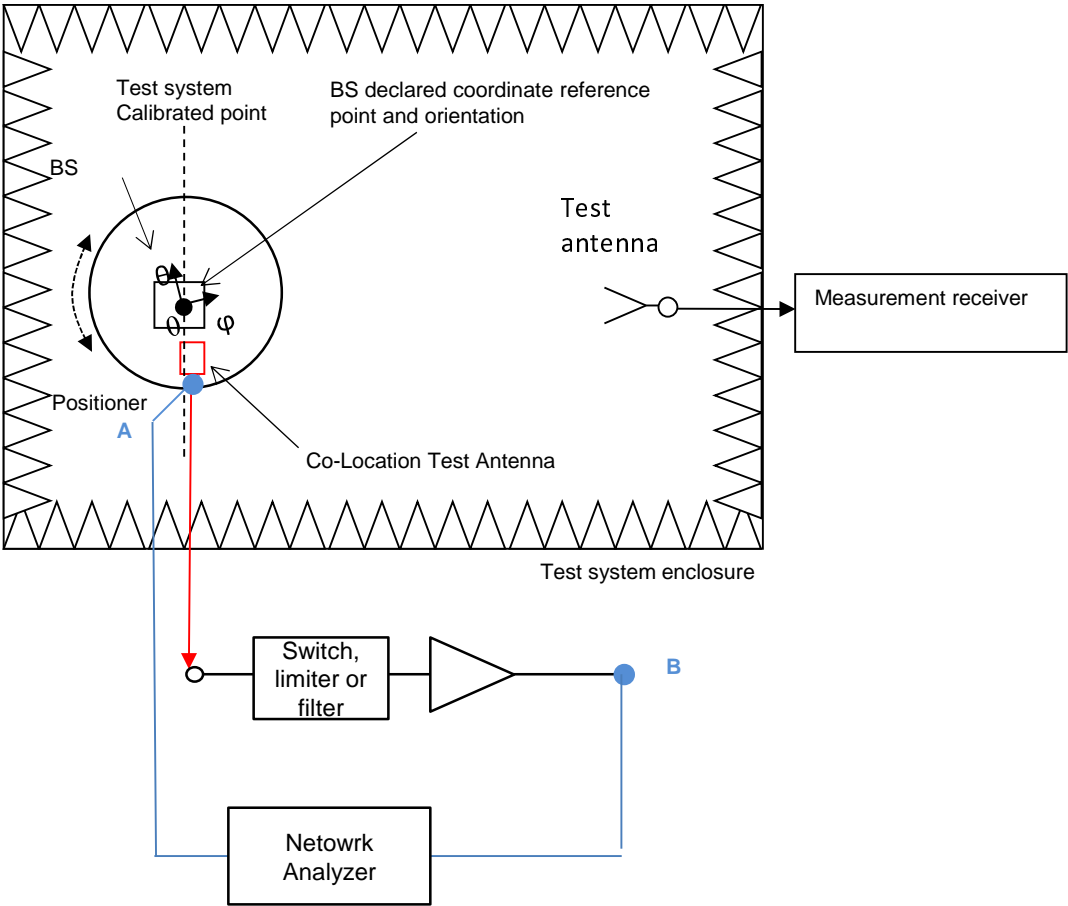 Test system
Calibrated point
BS declared coordinate reference
point and orientation
BS
Test
antenna
Measurement receiver
θ
θ
φ
Positioner
A
Co-Location Test Antenna
Test system enclosure
Switch,
limiter or
filter
B
Netowrk
Analyzer